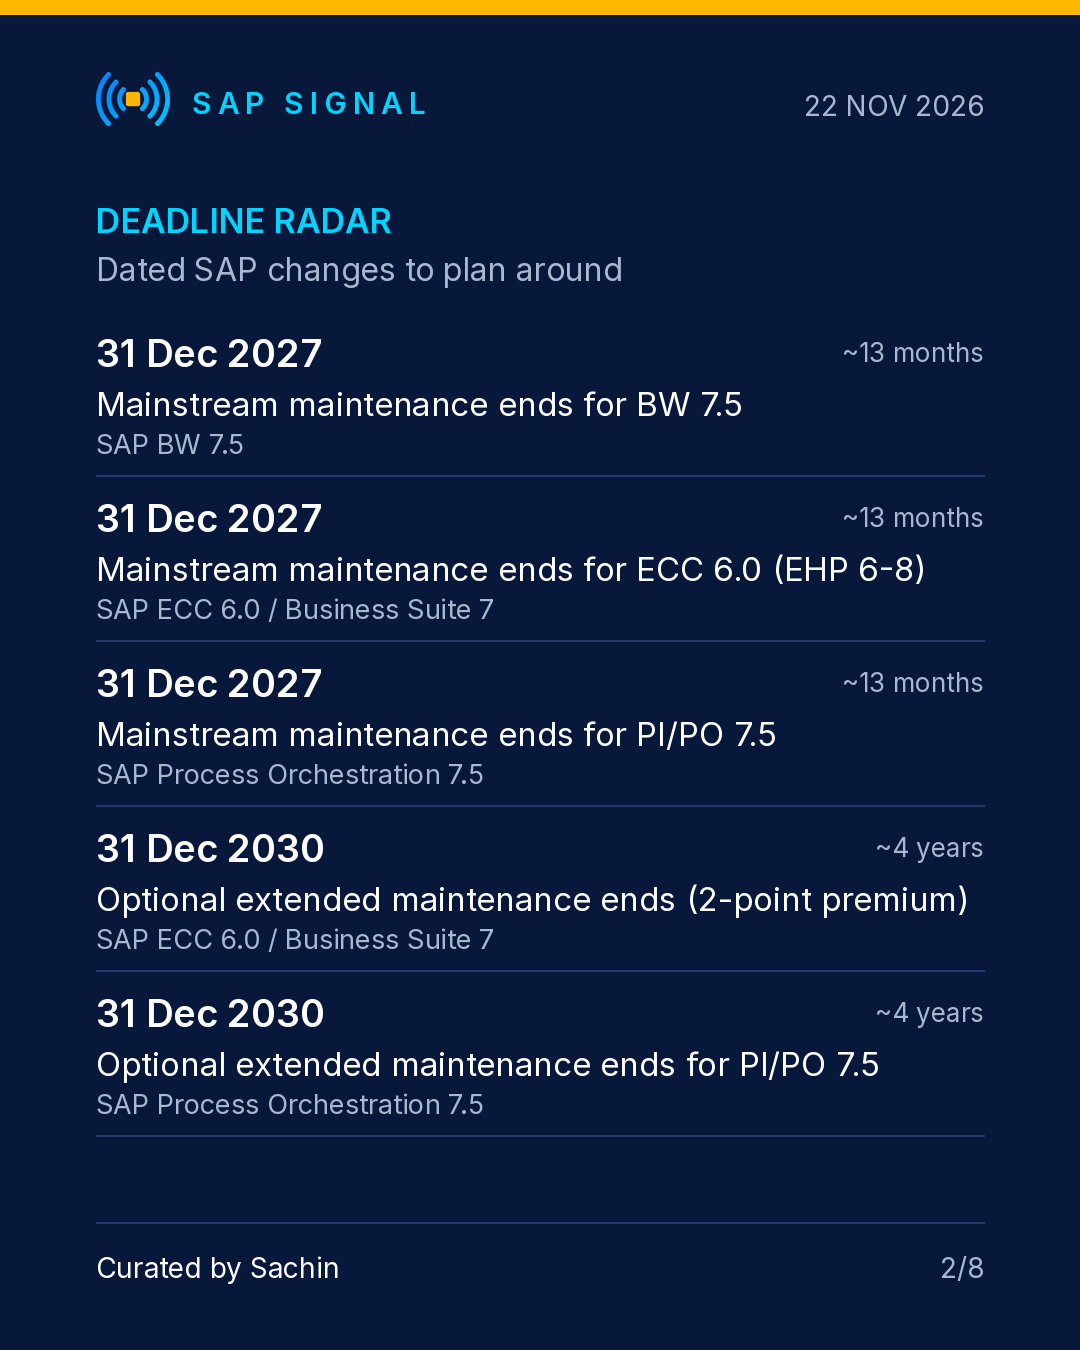 SAP SIGNAL
22 NOV 2026
DEADLINE RADAR
Dated SAP changes to plan around
31 Dec 2027
~13 months
Mainstream maintenance ends for BW 7.5
SAP BW 7.5
31 Dec 2027
~13 months
Mainstream maintenance ends for ECC 6.0 (EHP 6-8)
SAP ECC 6.0 / Business Suite 7
31 Dec 2027
~13 months
Mainstream maintenance ends for PI/PO 7.5
SAP Process Orchestration 7.5
31 Dec 2030
~4 years
Optional extended maintenance ends (2-point premium)
SAP ECC 6.0 / Business Suite 7
31 Dec 2030
~4 years
Optional extended maintenance ends for PI/PO 7.5
SAP Process Orchestration 7.5
Curated by Sachin
2/8